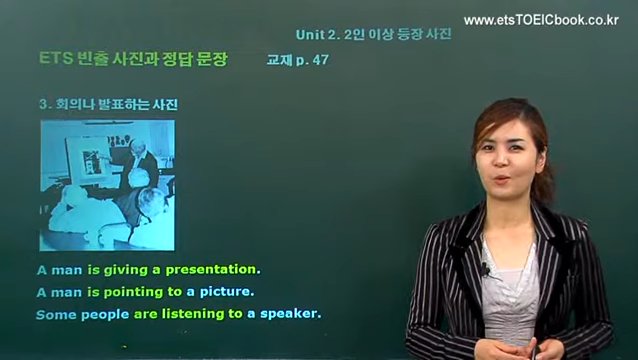 www.etsTOEICbook.co.kr
Unit 2. 2인 이상 등장 사진
ETS 빈출 사진과 정답 문장 교재 p. 47
3. 회의나 발표하는 사진
A man is giving a presentation.
A man is pointing to a picture.
Some people are listening to a speaker.